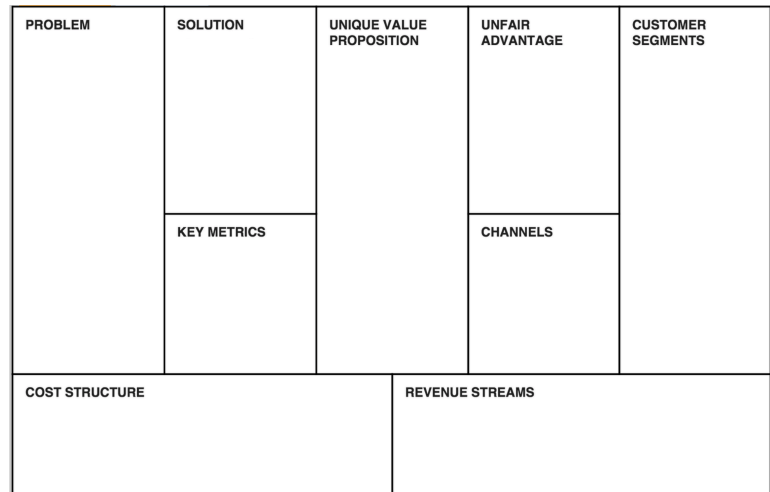 PROBLEM
SOLUTION
UNIQUE VALUE
PROPOSITION
UNFAIR
ADVANTAGE
CUSTOMER
SEGMENTS
KEY METRICS
CHANNELS
COST STRUCTURE
REVENUE STREAMS